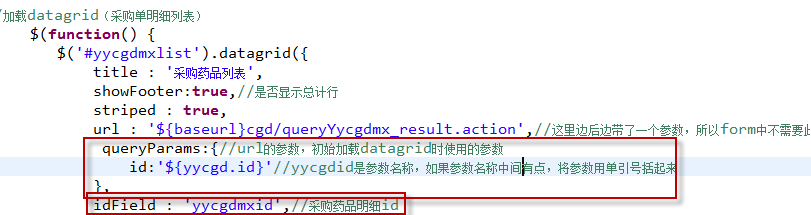 /加载datagrid（采购单明细列表）
$(function() {
$('#yycgdmxlist').datagrid({
title : '采购药品列表',
showFooter:true,//是否显示总计行
striped : true,
url : '${baseurl}cgd/queryYycgdmx_result.action',//这里边后边带了一个参数，所以form中不需要此
queryParams:{//url的参数，初始加载datagrid时使用的参数
id:'${yycgd.id}'//yycgdid是参数名称，如果参数名称中间有点，将参数用单引号括起来
},
idField : 'yycgdmxid',//采购药品明细id